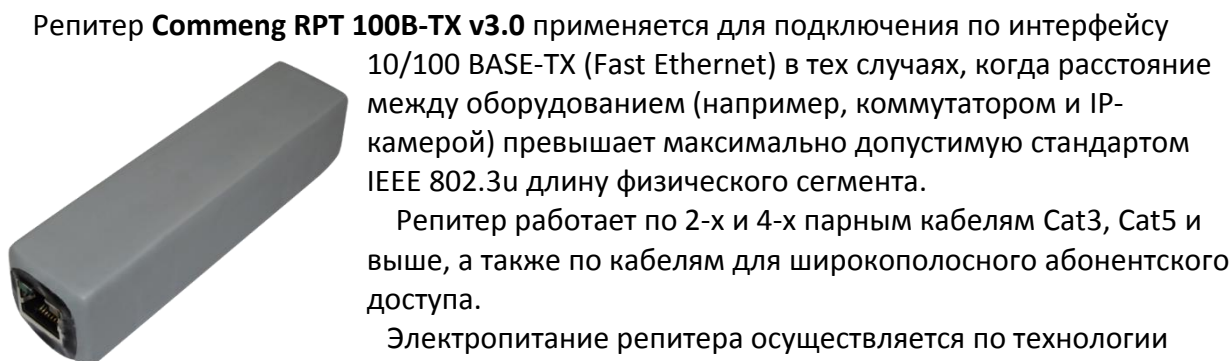 Репитер Commeng RPT 100B-TX v3.0 применяется для подключения по интерфейсу
10/100 BASE-TX (Fast Ethernet) в тех случаях, когда расстояние
между оборудованием (например, коммутатором и IP-
камерой) превышает максимально допустимую стандартом
IEEE 802.3u длину физического сегмента.
Репитер работает по 2-х и 4-х парным кабелям Cat3, Cat5 и
выше, а также по кабелям для широкополосного абонентского
доступа.
Электропитание репитера осуществляется по технологии